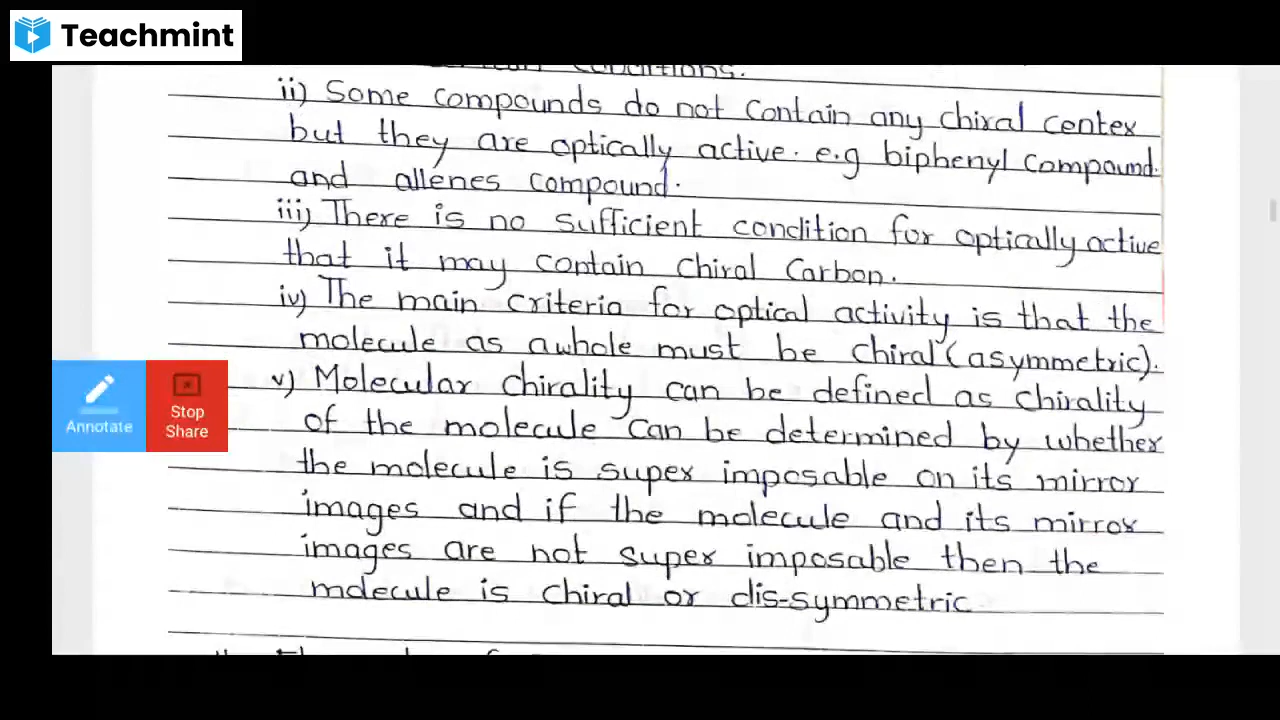 Teachmint
conditions.
ii) Some compounds do not contain any chiral center
but they are optically active. e.g biphenyl compound.
and allenes compound.
iii) There is no sufficient condition for optically active
that it may contain chiral carbon.
iv) The main criteria for optical activity is that the
molecule as awhole must be chiral (asymmetric).
v) Molecular chirality can be defined as chirality
of the molecule can be determined by whether
the molecule is super imposable on its mirror
images and if the molecule and its mirror
images are not super imposable then the
molecule is chiral or dis-symmetric
Annotate
Stop
Share